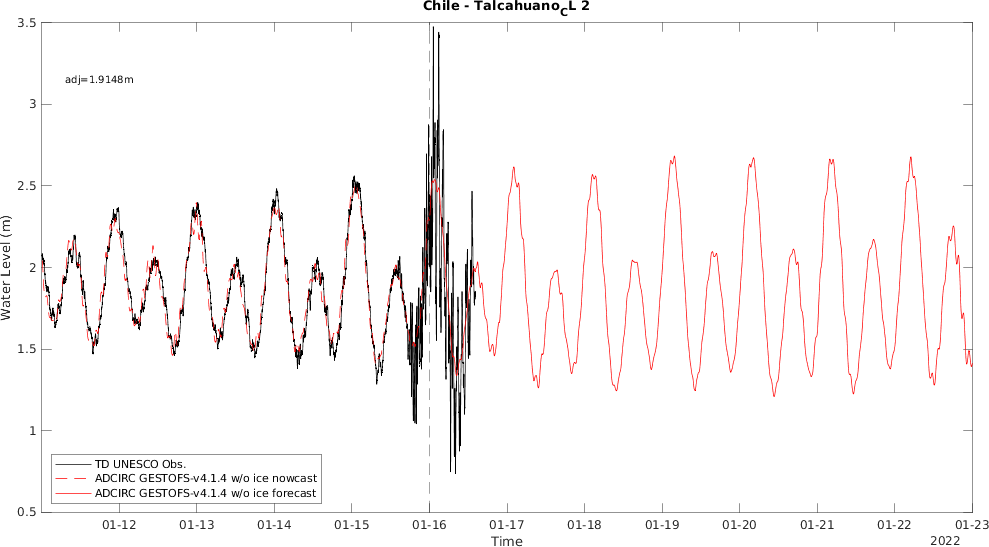 Chile - TalcahuanoCL 2
adj=1.9148m
3.5
3
2.5
2
1.5
1
0.5
Water Level (m)
TD UNESCO Obs.
ADCIRC GESTOFS-v4.1.4 w/o ice nowcast
ADCIRC GESTOFS-v4.1.4 w/o ice forecast
01-12 01-13 01-14 01-15 01-16 01-17 01-18 01-19 01-20 01-21 01-22 01-23
Time
2022